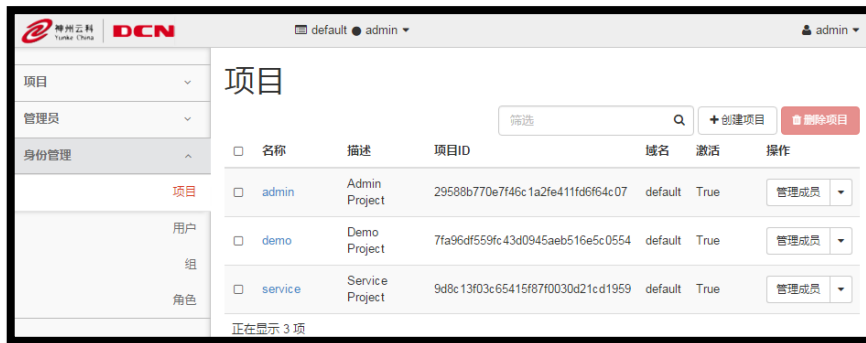 神州云科
Yunke China
DCN
default ● admin
admin
项目
管理员
身份管理
项目
用户
组
角色
项目
筛选
+创建项目
删除项目
名称 描述 项目ID 域名 激活 操作
admin Admin Project 29588b770e7f46c1a2fe411fd6f64c07 default True 管理成员
demo Demo Project 7fa96df559fc43d0945aeb516e5c0554 default True 管理成员
service Service Project 9d8c13f03c65415f87f0030d21cd1959 default True 管理成员
正在显示 3 项